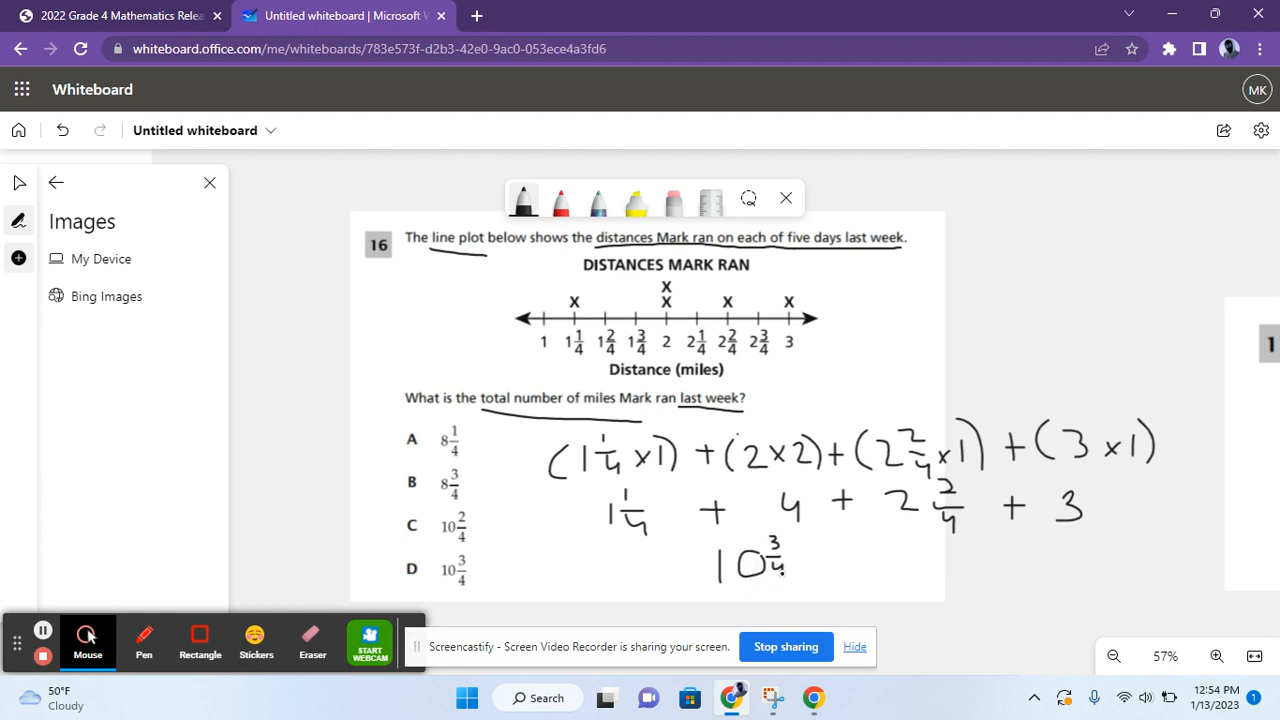 2022 Grade 4 Mathematics Relea
Untitled whiteboard | Microsoft V
whiteboard.office.com/me/whiteboards/783e573f-d2b3-42e0-9ac0-053ece4a3fd6
Whiteboard
MK
Untitled whiteboard
Images
My Device
Bing Images
16 The line plot below shows the distances Mark ran on each of five days last week.
DISTANCES MARK RAN
X
X X X X
1 1 1/4 1 2/4 1 3/4 2 2 1/4 2 2/4 2 3/4 3
Distance (miles)
What is the total number of miles Mark ran last week?
A 8 1/4
B 8 3/4
C 10 2/4
D 10 3/4
(1 1/4 × 1) + (2 × 2) + (2 2/4 × 1) + (3 × 1)
1 1/4 + 4 + 2 2/4 + 3
10 3/4
1
Mouse Pen Rectangle Stickers Eraser START WEBCAM
Screencastify - Screen Video Recorder is sharing your screen. Stop sharing Hide
57%
50°F
Cloudy
Search
12:54 PM
1/13/2023
1